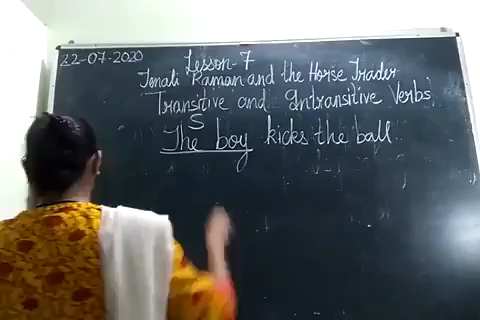 22-07-2020
Lesson-7
Tenali Raman and the Horse Trader
Transitive and Intransitive Verbs
S
The boy kicks the ball.